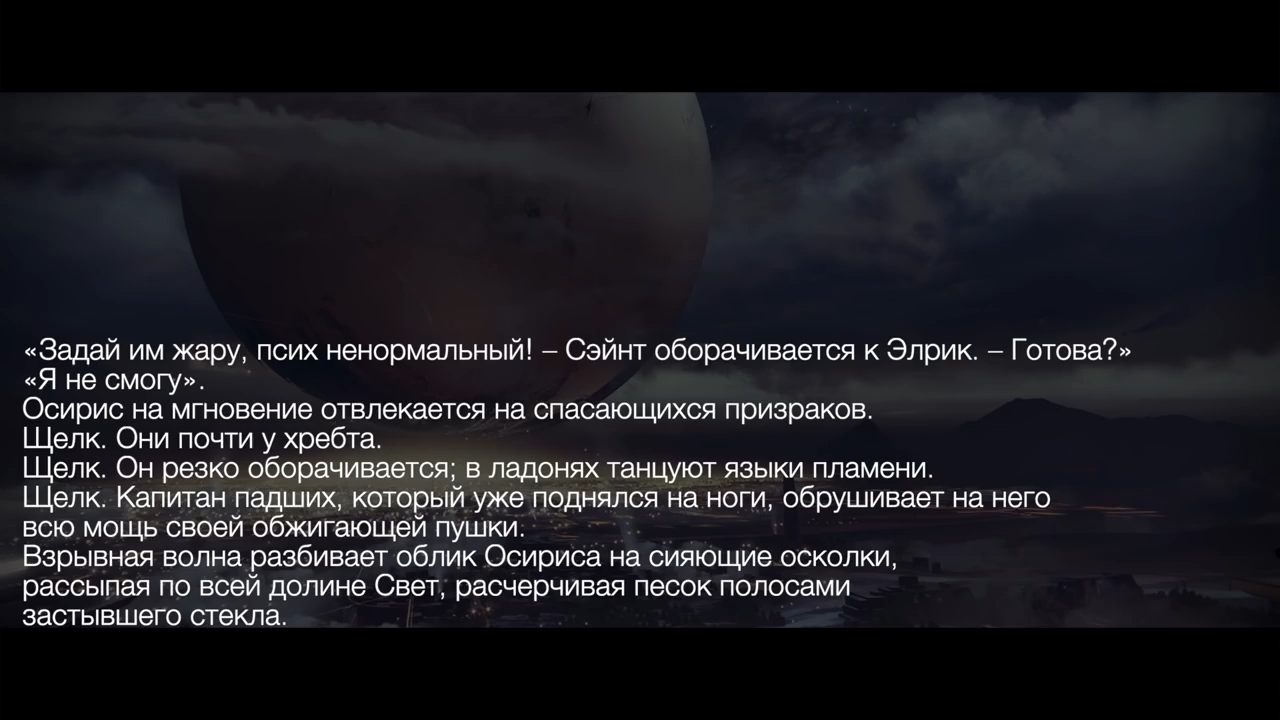 «Задай им жару, псих ненормальный! – Сэйнт оборачивается к Элрик. – Готова?»
«Я не смогу».
Осирис на мгновение отвлекается на спасающихся призраков.
Щелк. Они почти у хребта.
Щелк. Он резко оборачивается; в ладонях танцуют языки пламени.
Щелк. Капитан падших, который уже поднялся на ноги, обрушивает на него
всю мощь своей обжигающей пушки.
Взрывная волна разбивает облик Осириса на сияющие осколки,
рассыпая по всей долине Свет, расчерчивая песок полосами
застывшего стекла.